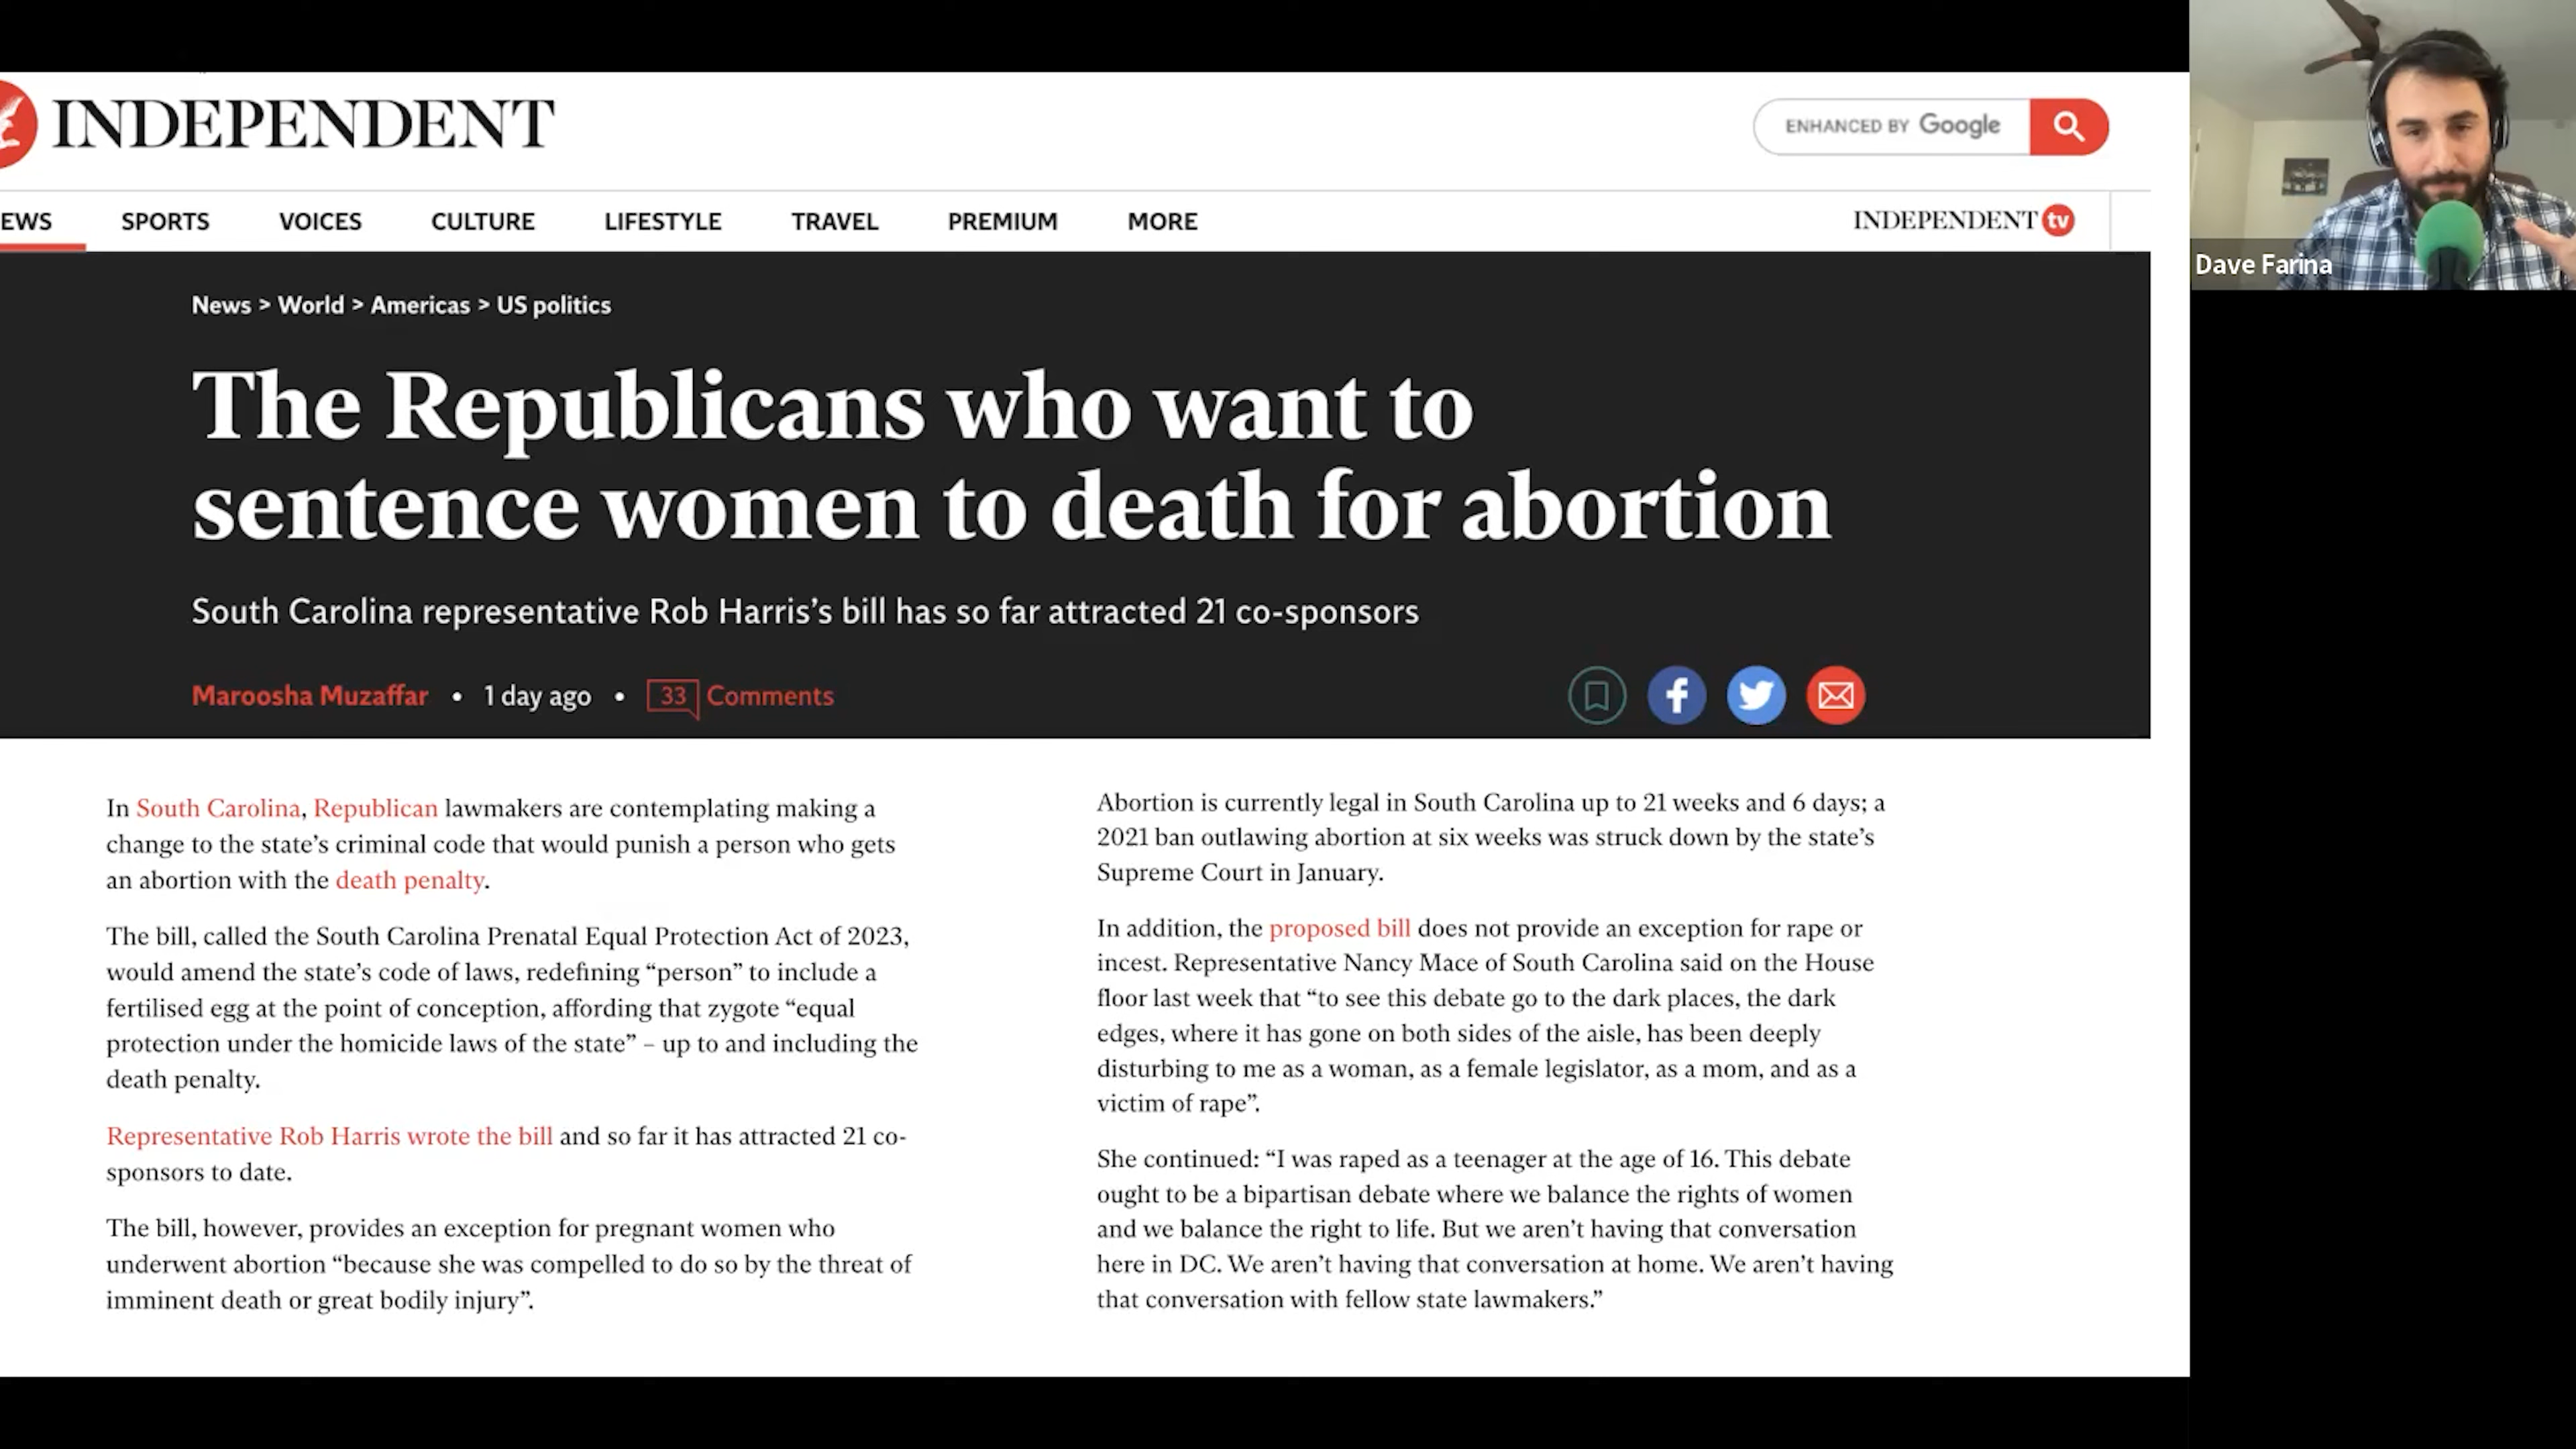 INDEPENDENT
ENHANCED BY Google
EWS SPORTS VOICES CULTURE LIFESTYLE TRAVEL PREMIUM MORE
INDEPENDENT tv
Dave Farina
News > World > Americas > US politics
The Republicans who want to
sentence women to death for abortion
South Carolina representative Rob Harris's bill has so far attracted 21 co-sponsors
Maroosha Muzaffar • 1 day ago • 33 Comments
In South Carolina, Republican lawmakers are contemplating making a
change to the state's criminal code that would punish a person who gets
an abortion with the death penalty.
The bill, called the South Carolina Prenatal Equal Protection Act of 2023,
would amend the state's code of laws, redefining “person” to include a
fertilised egg at the point of conception, affording that zygote “equal
protection under the homicide laws of the state” – up to and including the
death penalty.
Representative Rob Harris wrote the bill and so far it has attracted 21 co-
sponsors to date.
The bill, however, provides an exception for pregnant women who
underwent abortion “because she was compelled to do so by the threat of
imminent death or great bodily injury”.
Abortion is currently legal in South Carolina up to 21 weeks and 6 days; a
2021 ban outlawing abortion at six weeks was struck down by the state's
Supreme Court in January.
In addition, the proposed bill does not provide an exception for rape or
incest. Representative Nancy Mace of South Carolina said on the House
floor last week that “to see this debate go to the dark places, the dark
edges, where it has gone on both sides of the aisle, has been deeply
disturbing to me as a woman, as a female legislator, as a mom, and as a
victim of rape”.
She continued: “I was raped as a teenager at the age of 16. This debate
ought to be a bipartisan debate where we balance the rights of women
and we balance the right to life. But we aren't having that conversation
here in DC. We aren't having that conversation at home. We aren't having
that conversation with fellow state lawmakers.”